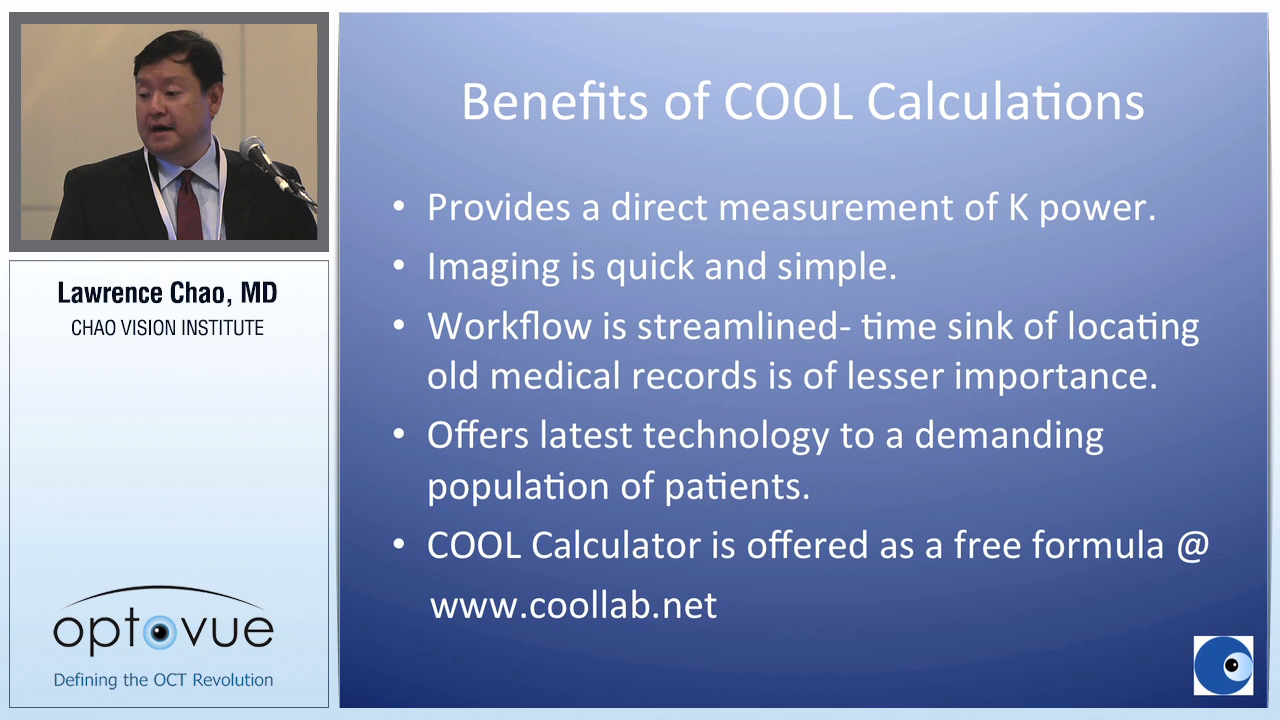 Lawrence Chao, MD
CHAO VISION INSTITUTE
optovue
Defining the OCT Revolution
Benefits of COOL Calculations
• Provides a direct measurement of K power.
• Imaging is quick and simple.
• Workflow is streamlined- time sink of locating
old medical records is of lesser importance.
• Offers latest technology to a demanding
population of patients.
• COOL Calculator is offered as a free formula @
www.coollab.net